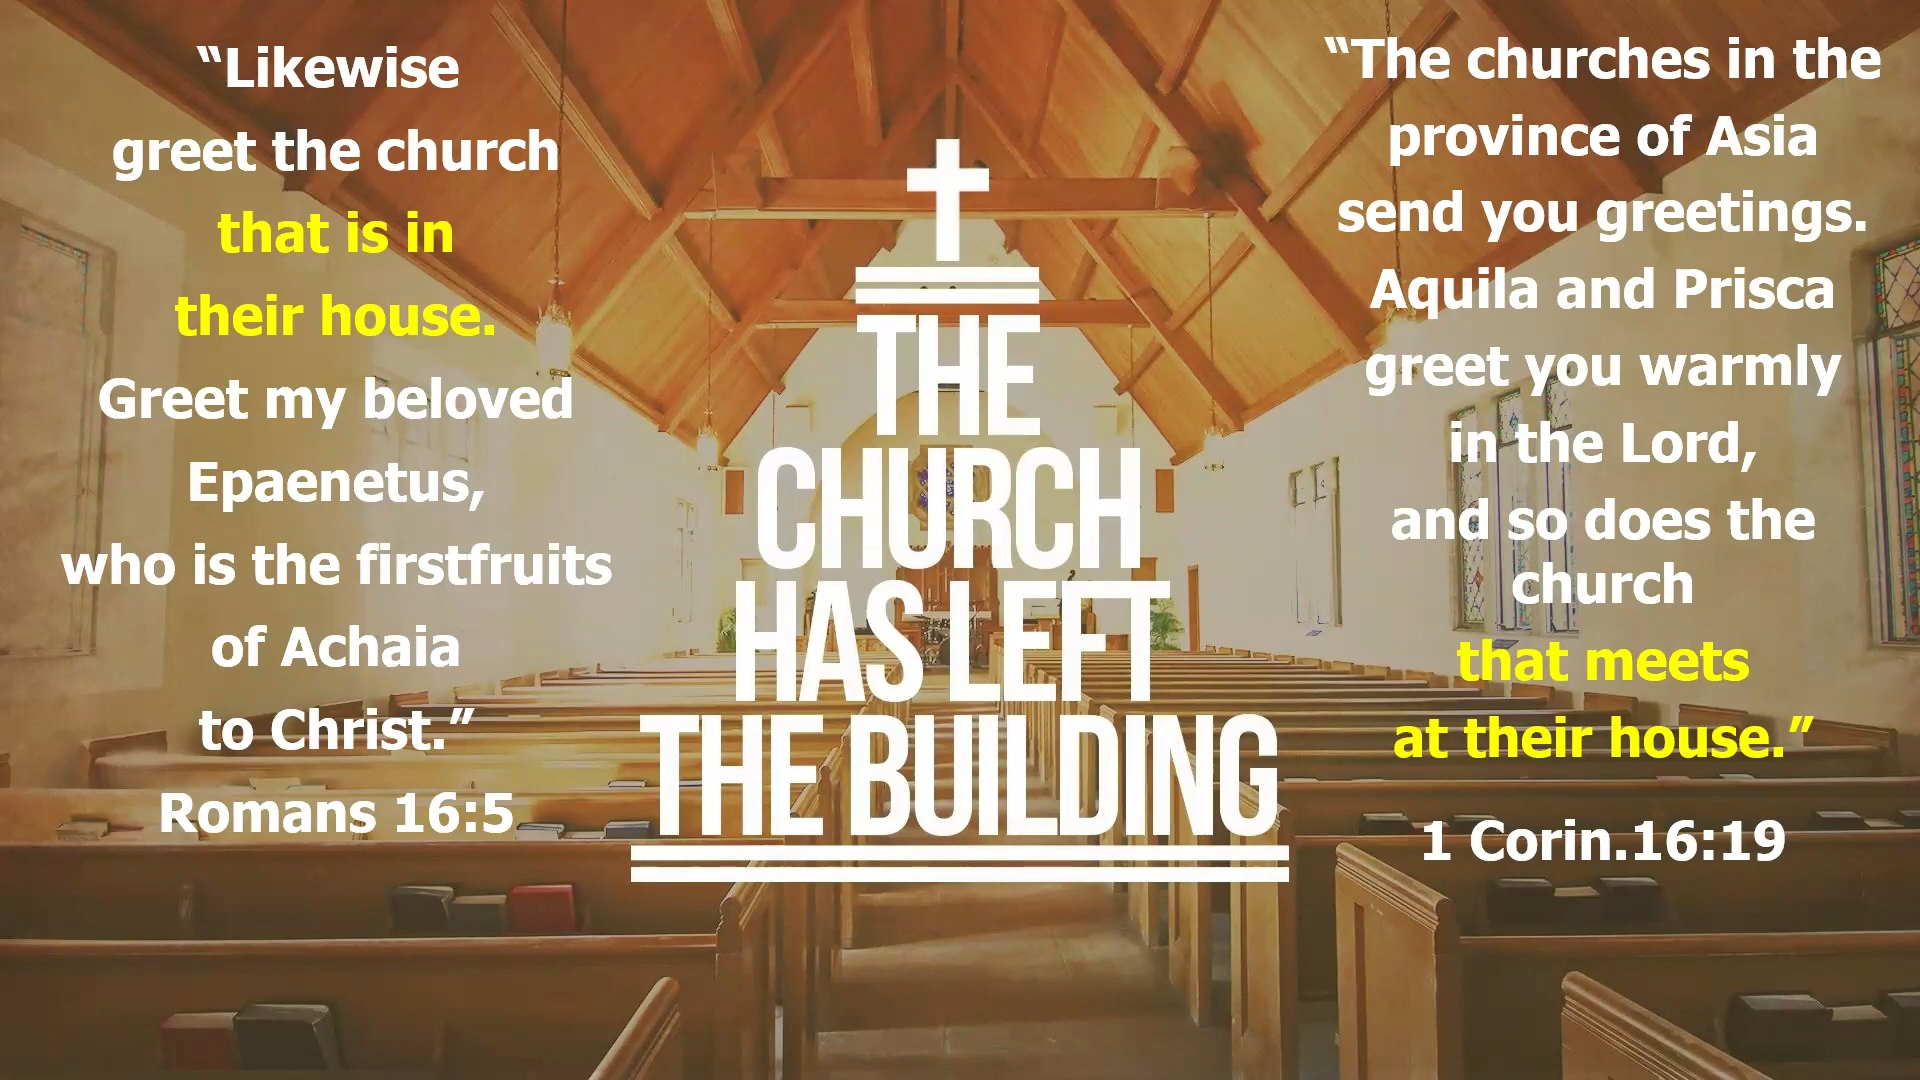 “Likewise
greet the church
that is in
their house.
Greet my beloved
Epaenetus,
who is the firstfruits
of Achaia
to Christ.”
Romans 16:5
THE
CHURCH
HAS LEFT
THE BUILDING
“The churches in the
province of Asia
send you greetings.
Aquila and Prisca
greet you warmly
in the Lord,
and so does the
church
that meets
at their house.”
1 Corin.16:19